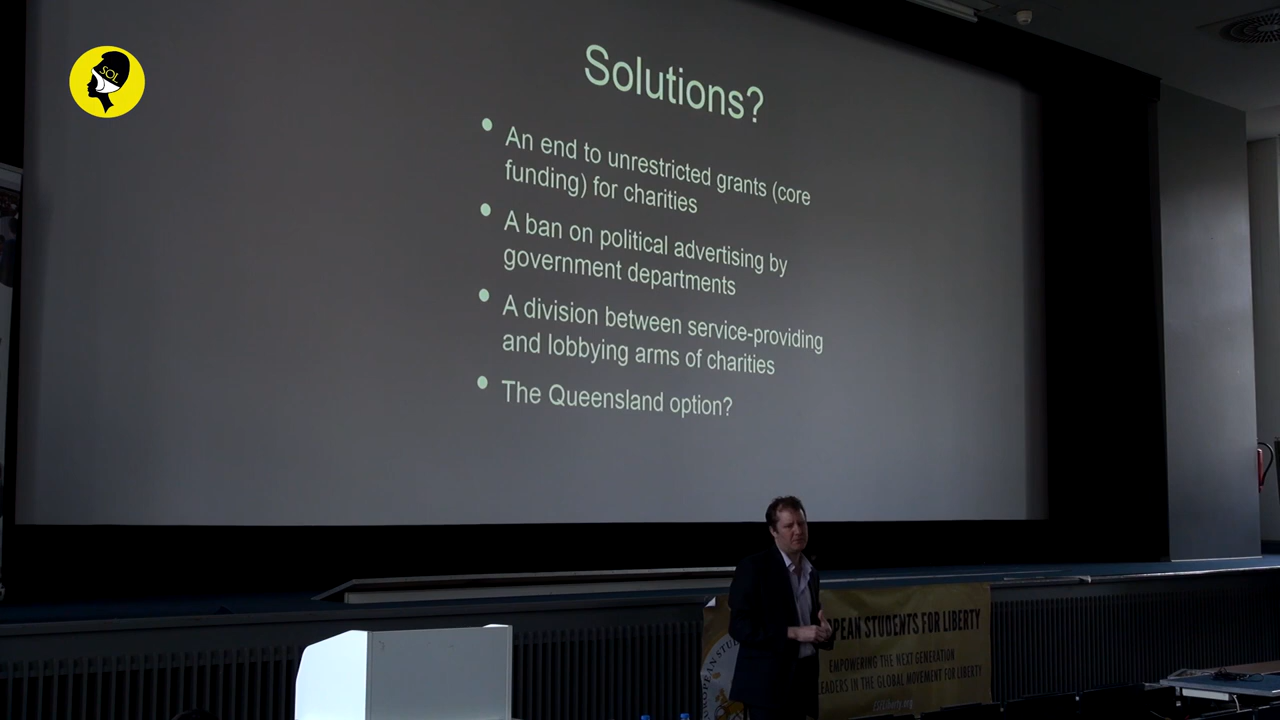 SOL
Solutions?
• An end to unrestricted grants (core
funding) for charities
• A ban on political advertising by
government departments
• A division between service-providing
and lobbying arms of charities
• The Queensland option?
PEAN STUDENTS FOR LIBERTY
EMPOWERING THE NEXT GENERATION
LEADERS IN THE GLOBAL MOVEMENT FOR LIBERTY